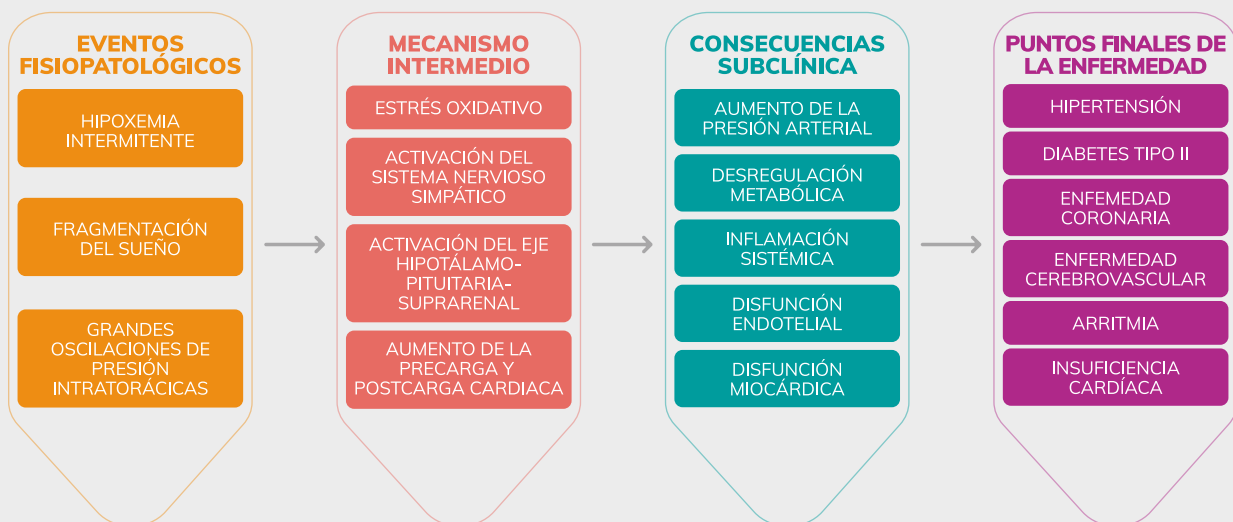 EVENTOS
FISIOPATOLÓGICOS
HIPOXEMIA
INTERMITENTE
FRAGMENTACIÓN
DEL SUEÑO
GRANDES
OSCILACIONES DE
PRESIÓN
INTRATORÁCICAS
MECANISMO
INTERMEDIO
ESTRÉS OXIDATIVO
ACTIVACIÓN DEL
SISTEMA NERVIOSO
SIMPÁTICO
ACTIVACIÓN DEL EJE
HIPOTÁLAMO-
PITUITARIA-
SUPRARENAL
AUMENTO DE LA
PRECARGA Y
POSTCARGA CARDIACA
CONSECUENCIAS
SUBCLÍNICA
AUMENTO DE LA
PRESIÓN ARTERIAL
DESREGULACIÓN
METABÓLICA
INFLAMACIÓN
SISTÉMICA
DISFUNCIÓN
ENDOTELIAL
DISFUNCIÓN
MIOCÁRDICA
PUNTOS FINALES DE
LA ENFERMEDAD
HIPERTENSIÓN
DIABETES TIPO II
ENFEMEDAD
CORONARIA
ENFERMEDAD
CEREBROVASCULAR
ARRITMIA
INSUFICIENCIA
CARDÍACA